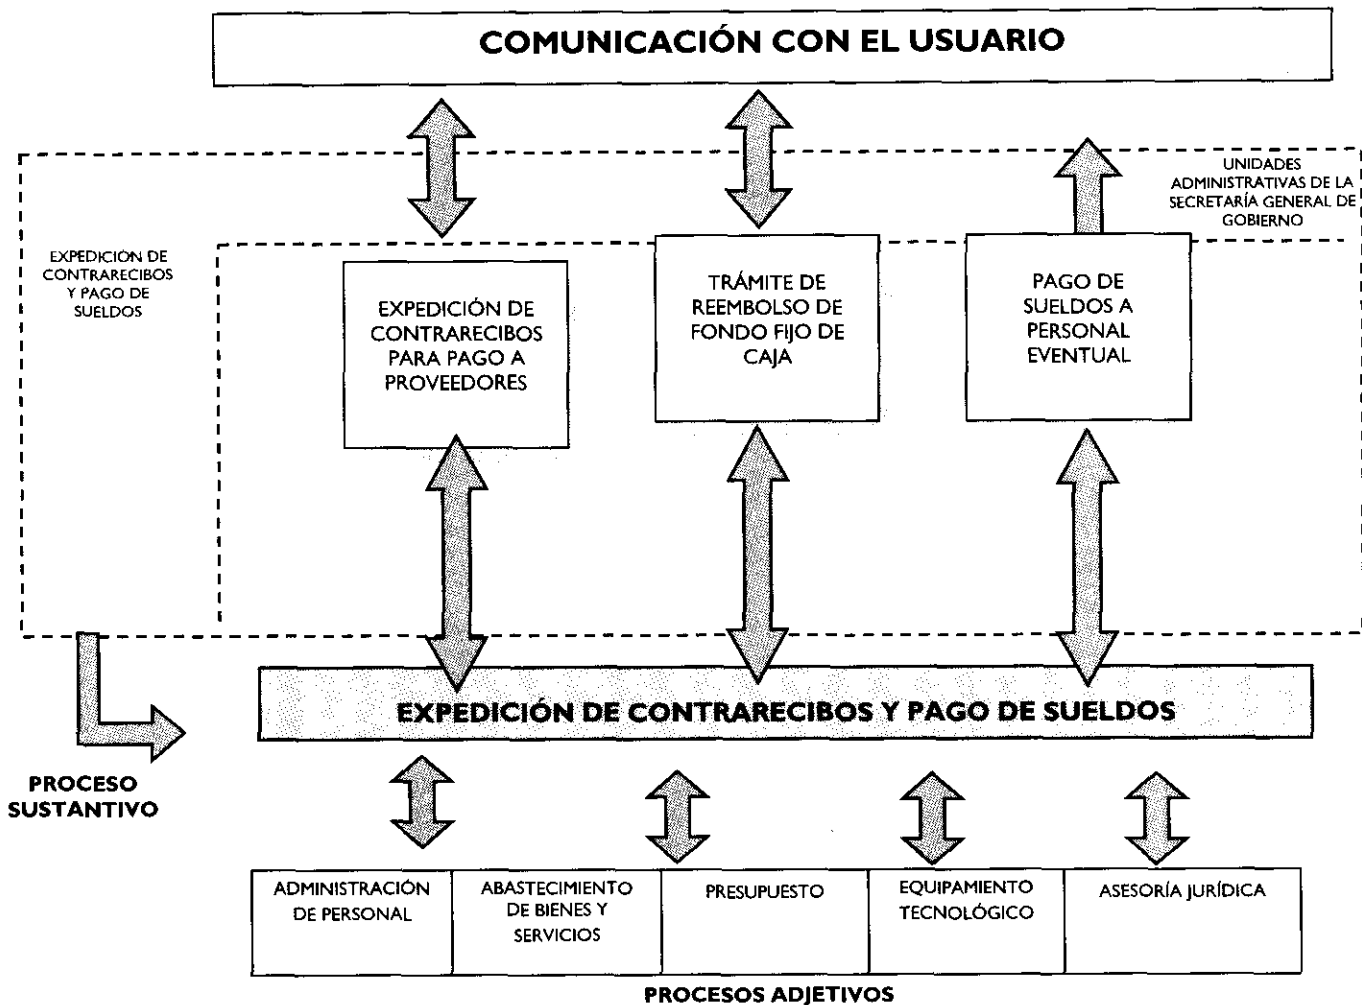 COMUNICACIÓN CON EL USUARIO
UNIDADES
ADMINISTRATIVAS DE LA
SECRETARÍA GENERAL DE
GOBIERNO
EXPEDICIÓN DE
CONTRARECIBOS
Y PAGO DE
SUELDOS
EXPEDICIÓN DE
CONTRARECIBOS
PARA PAGO A
PROVEEDORES
TRÁMITE DE
REEMBOLSO DE
FONDO FIJO DE
CAJA
PAGO DE
SUELDOS A
PERSONAL
EVENTUAL
EXPEDICIÓN DE CONTRARECIBOS Y PAGO DE SUELDOS
PROCESO
SUSTANTIVO
ADMINISTRACIÓN
DE PERSONAL
ABASTECIMIENTO
DE BIENES Y
SERVICIOS
PRESUPUESTO
EQUIPAMIENTO
TECNOLÓGICO
ASESORÍA JURÍDICA
PROCESOS ADJETIVOS